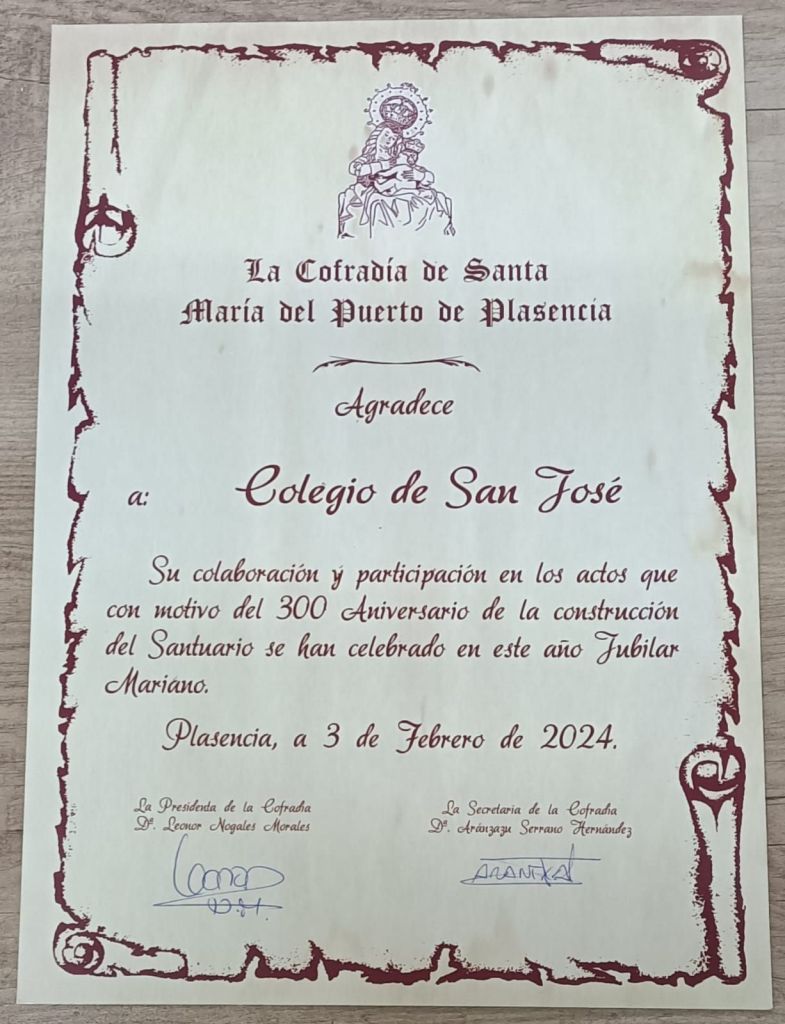 La Cofradía de Santa
María del Puerto de Plasencia
Agradece
a: Colegio de San José
Su colaboración y participación en los actos que
con motivo del 300 Aniversario de la construcción
del Santuario se han celebrado en este año Jubilar
Mariano.
Plasencia, a 3 de Febrero de 2024.
La Presidenta de la Cofradia
Dª. Leonor Nogales Morales
La Secretaria de la Cofradia
Dª. Aránzazu Serrano Hernández